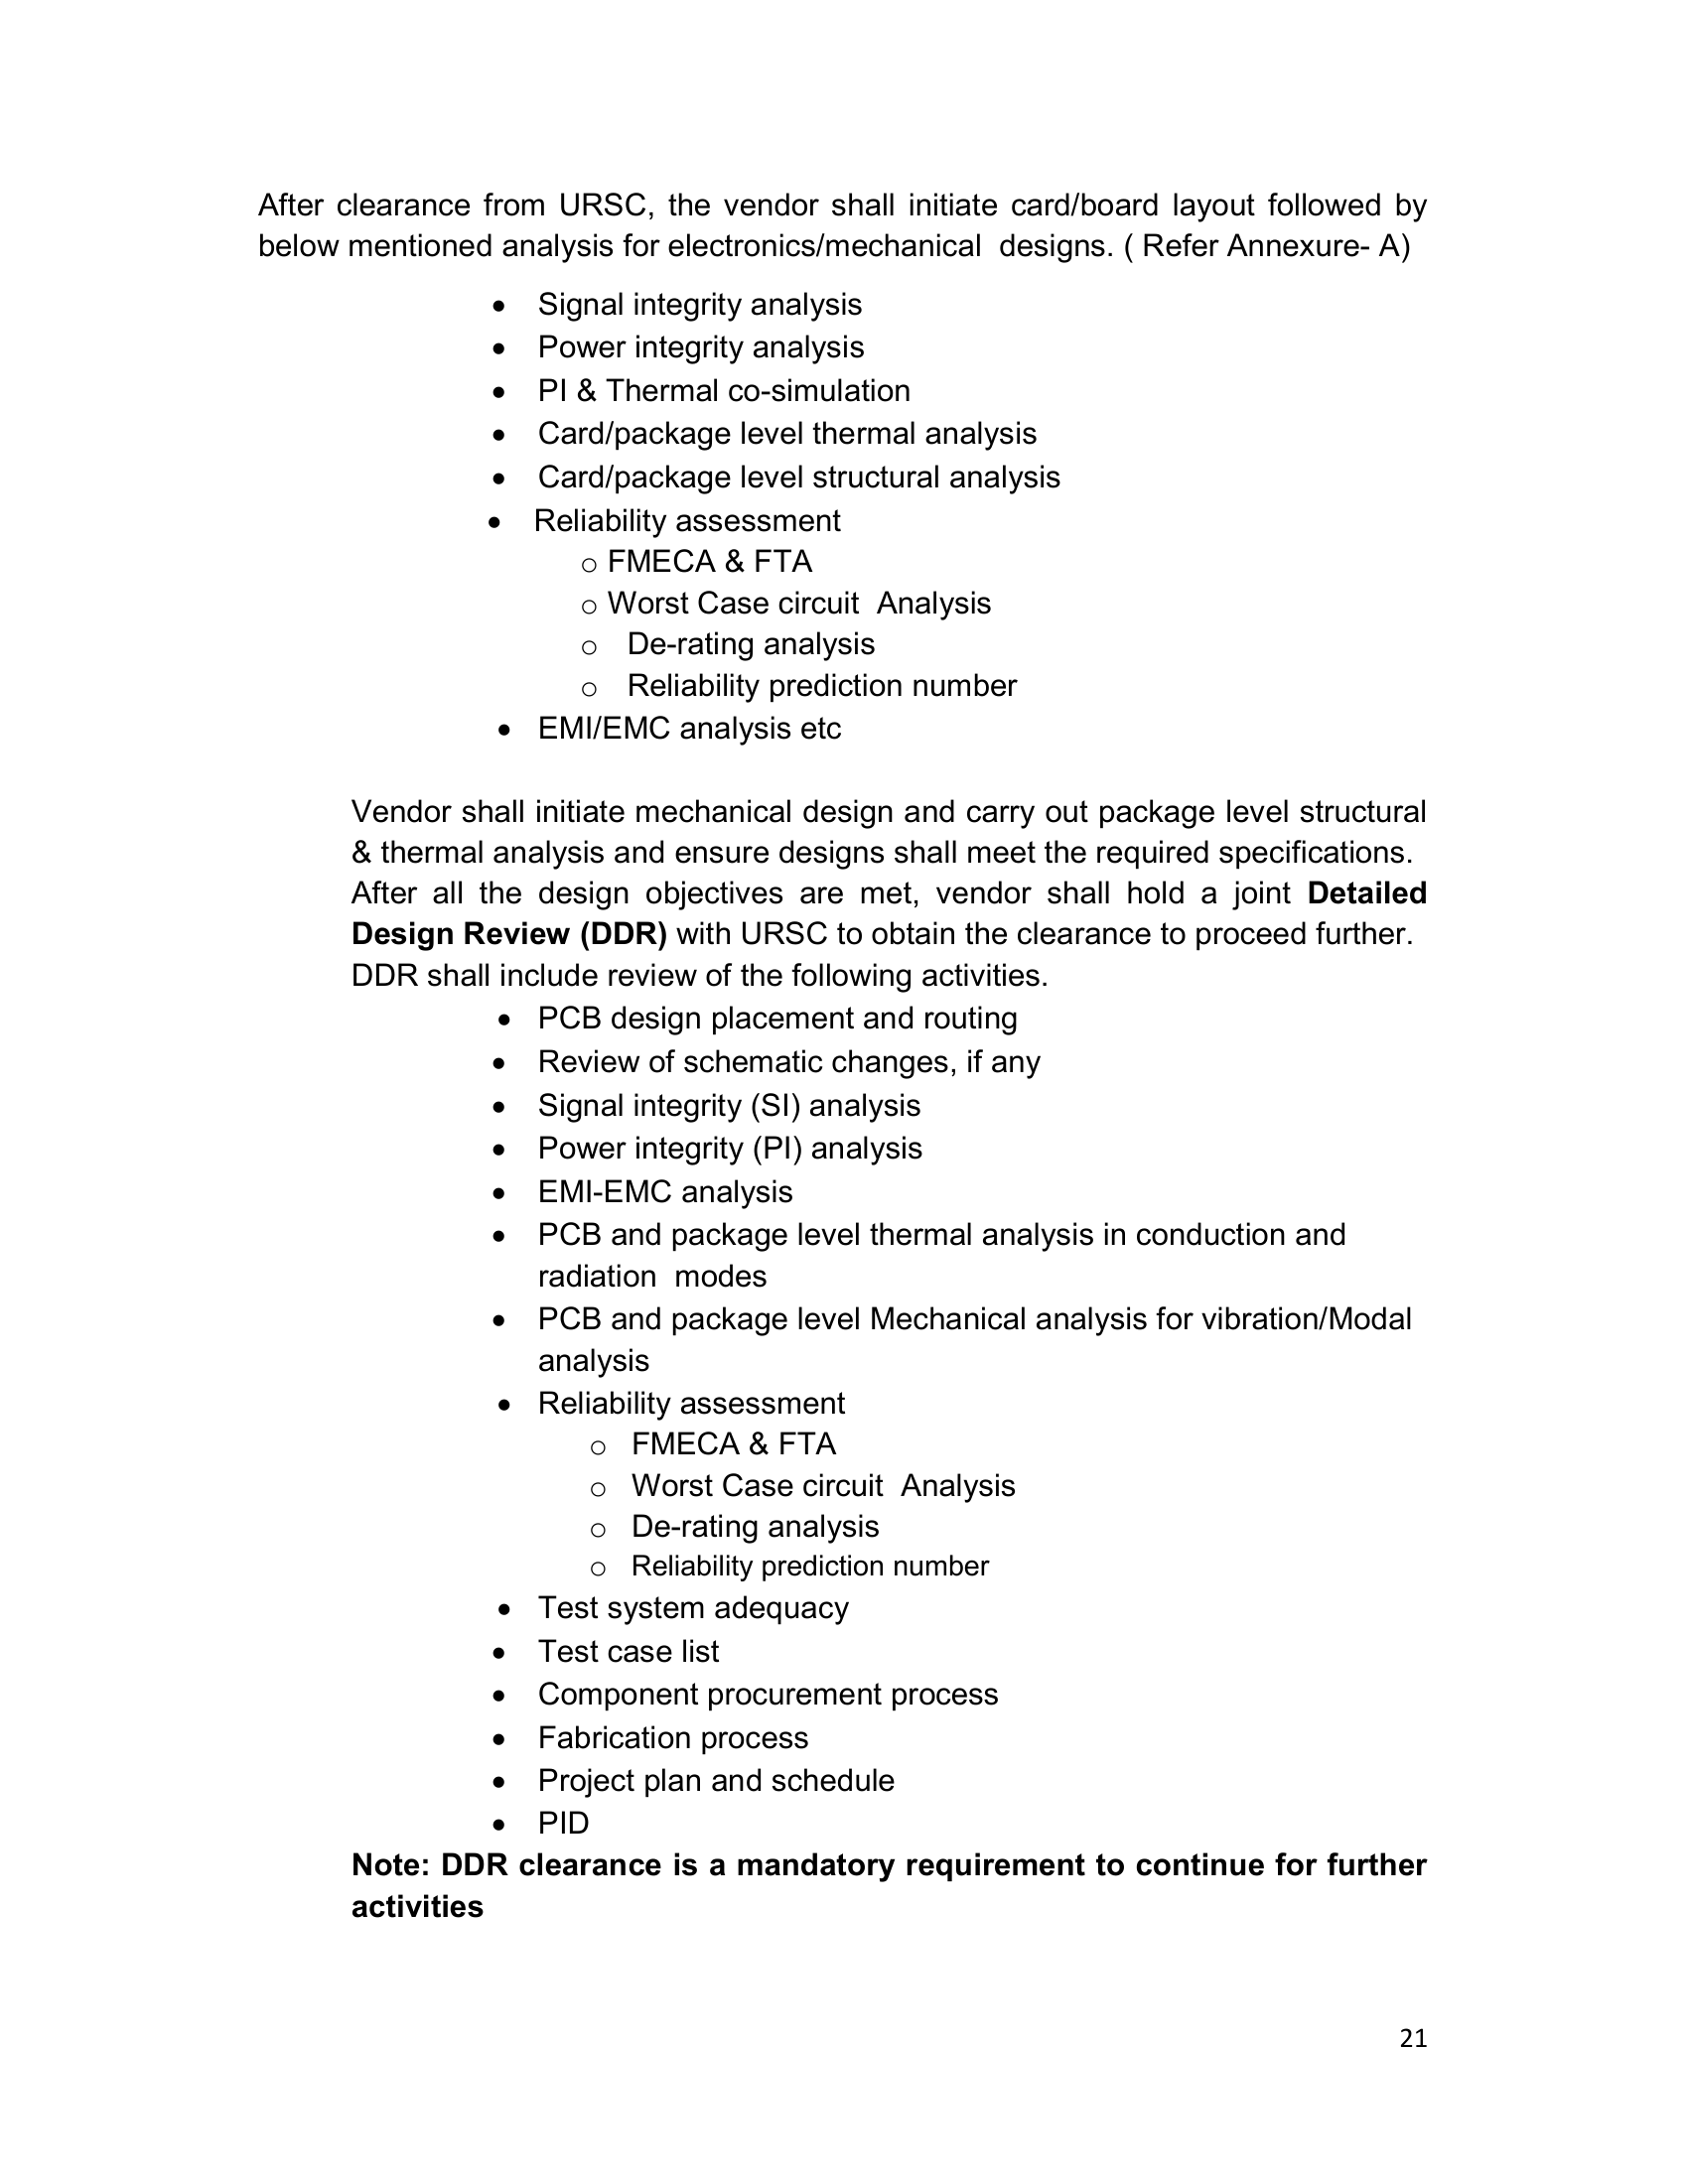 After clearance from URSC, the vendor shall initiate card/board layout followed by
below mentioned analysis for electronics/mechanical  designs. ( Refer Annexure- A)
• Signal integrity analysis
• Power integrity analysis
• PI & Thermal co-simulation
• Card/package level thermal analysis
• Card/package level structural analysis
• Reliability assessment
o FMECA & FTA
o Worst Case circuit  Analysis
o De-rating analysis
o Reliability prediction number
• EMI/EMC analysis etc
Vendor shall initiate mechanical design and carry out package level structural
& thermal analysis and ensure designs shall meet the required specifications.
After all the design objectives are met, vendor shall hold a joint Detailed
Design Review (DDR) with URSC to obtain the clearance to proceed further.
DDR shall include review of the following activities.
• PCB design placement and routing
• Review of schematic changes, if any
• Signal integrity (SI) analysis
• Power integrity (PI) analysis
• EMI-EMC analysis
• PCB and package level thermal analysis in conduction and
radiation  modes
• PCB and package level Mechanical analysis for vibration/Modal
analysis
• Reliability assessment
o FMECA & FTA
o Worst Case circuit  Analysis
o De-rating analysis
o Reliability prediction number
• Test system adequacy
• Test case list
• Component procurement process
• Fabrication process
• Project plan and schedule
• PID
Note: DDR clearance is a mandatory requirement to continue for further
activities
21